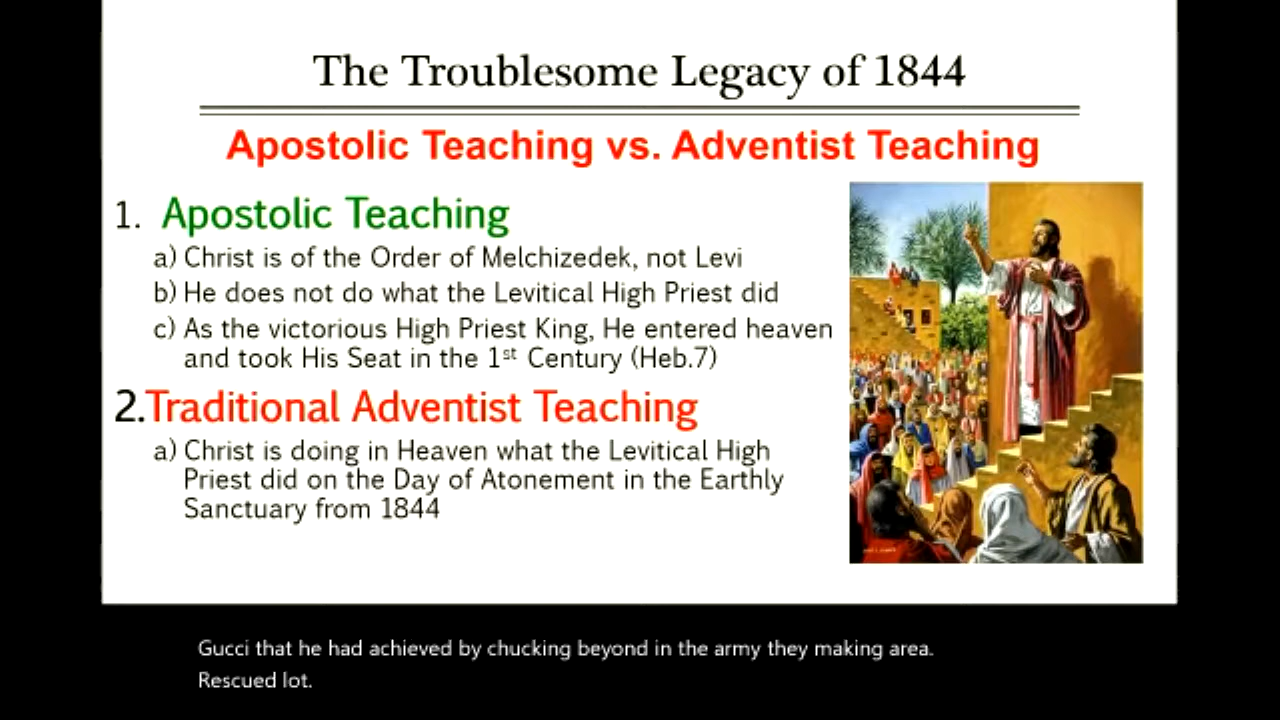 The Troublesome Legacy of 1844
Apostolic Teaching vs. Adventist Teaching
1. Apostolic Teaching
a) Christ is of the Order of Melchizedek, not Levi
b) He does not do what the Levitical High Priest did
c) As the victorious High Priest King, He entered heaven
and took His Seat in the 1st Century (Heb.7)
2.Traditional Adventist Teaching
a) Christ is doing in Heaven what the Levitical High
Priest did on the Day of Atonement in the Earthly
Sanctuary from 1844
Gucci that he had achieved by chucking beyond in the army they making area.
Rescued lot.